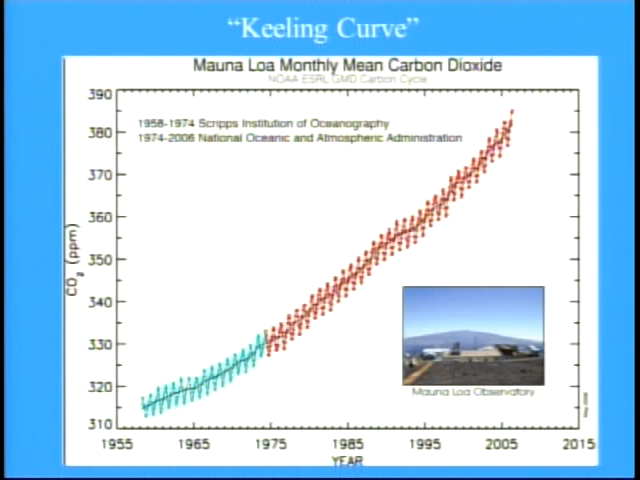 “Keeling Curve”
Mauna Loa Monthly Mean Carbon Dioxide
NOAA ESRL GMD Carbon Cycle
390
380
370
360
350
340
330
320
310
CO2 (ppm)
1958-1974 Scripps Institution of Oceanography
1974-2006 National Oceanic and Atmospheric Administration
Mauna Loa Observatory
1955 1965 1975 1985 1995 2005 2015
YEAR